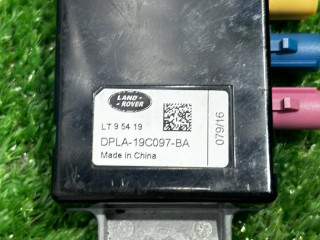 LAND-
ROVER
LT 9 54 19
DPLA-19C097-BA
Made in China
079/16